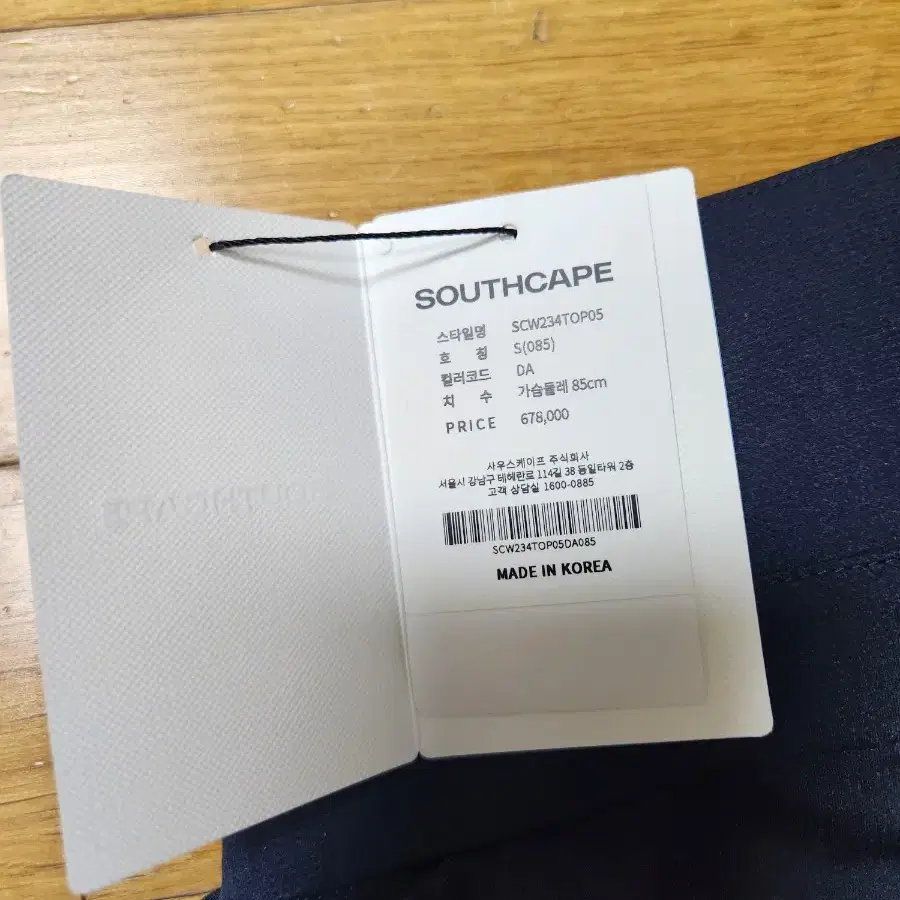 SOUTHCAPE
스타일명 SCW234TOP05
호 칭 S(085)
컬러코드 DA
치 수 가슴둘레 85cm
PRICE 678,000
사우스케이프 주식회사
서울시 강남구 테헤란로 114길 38 동일타워 2층
고객 상담실 1600-0885
SCW234TOP05DA085
MADE IN KOREA